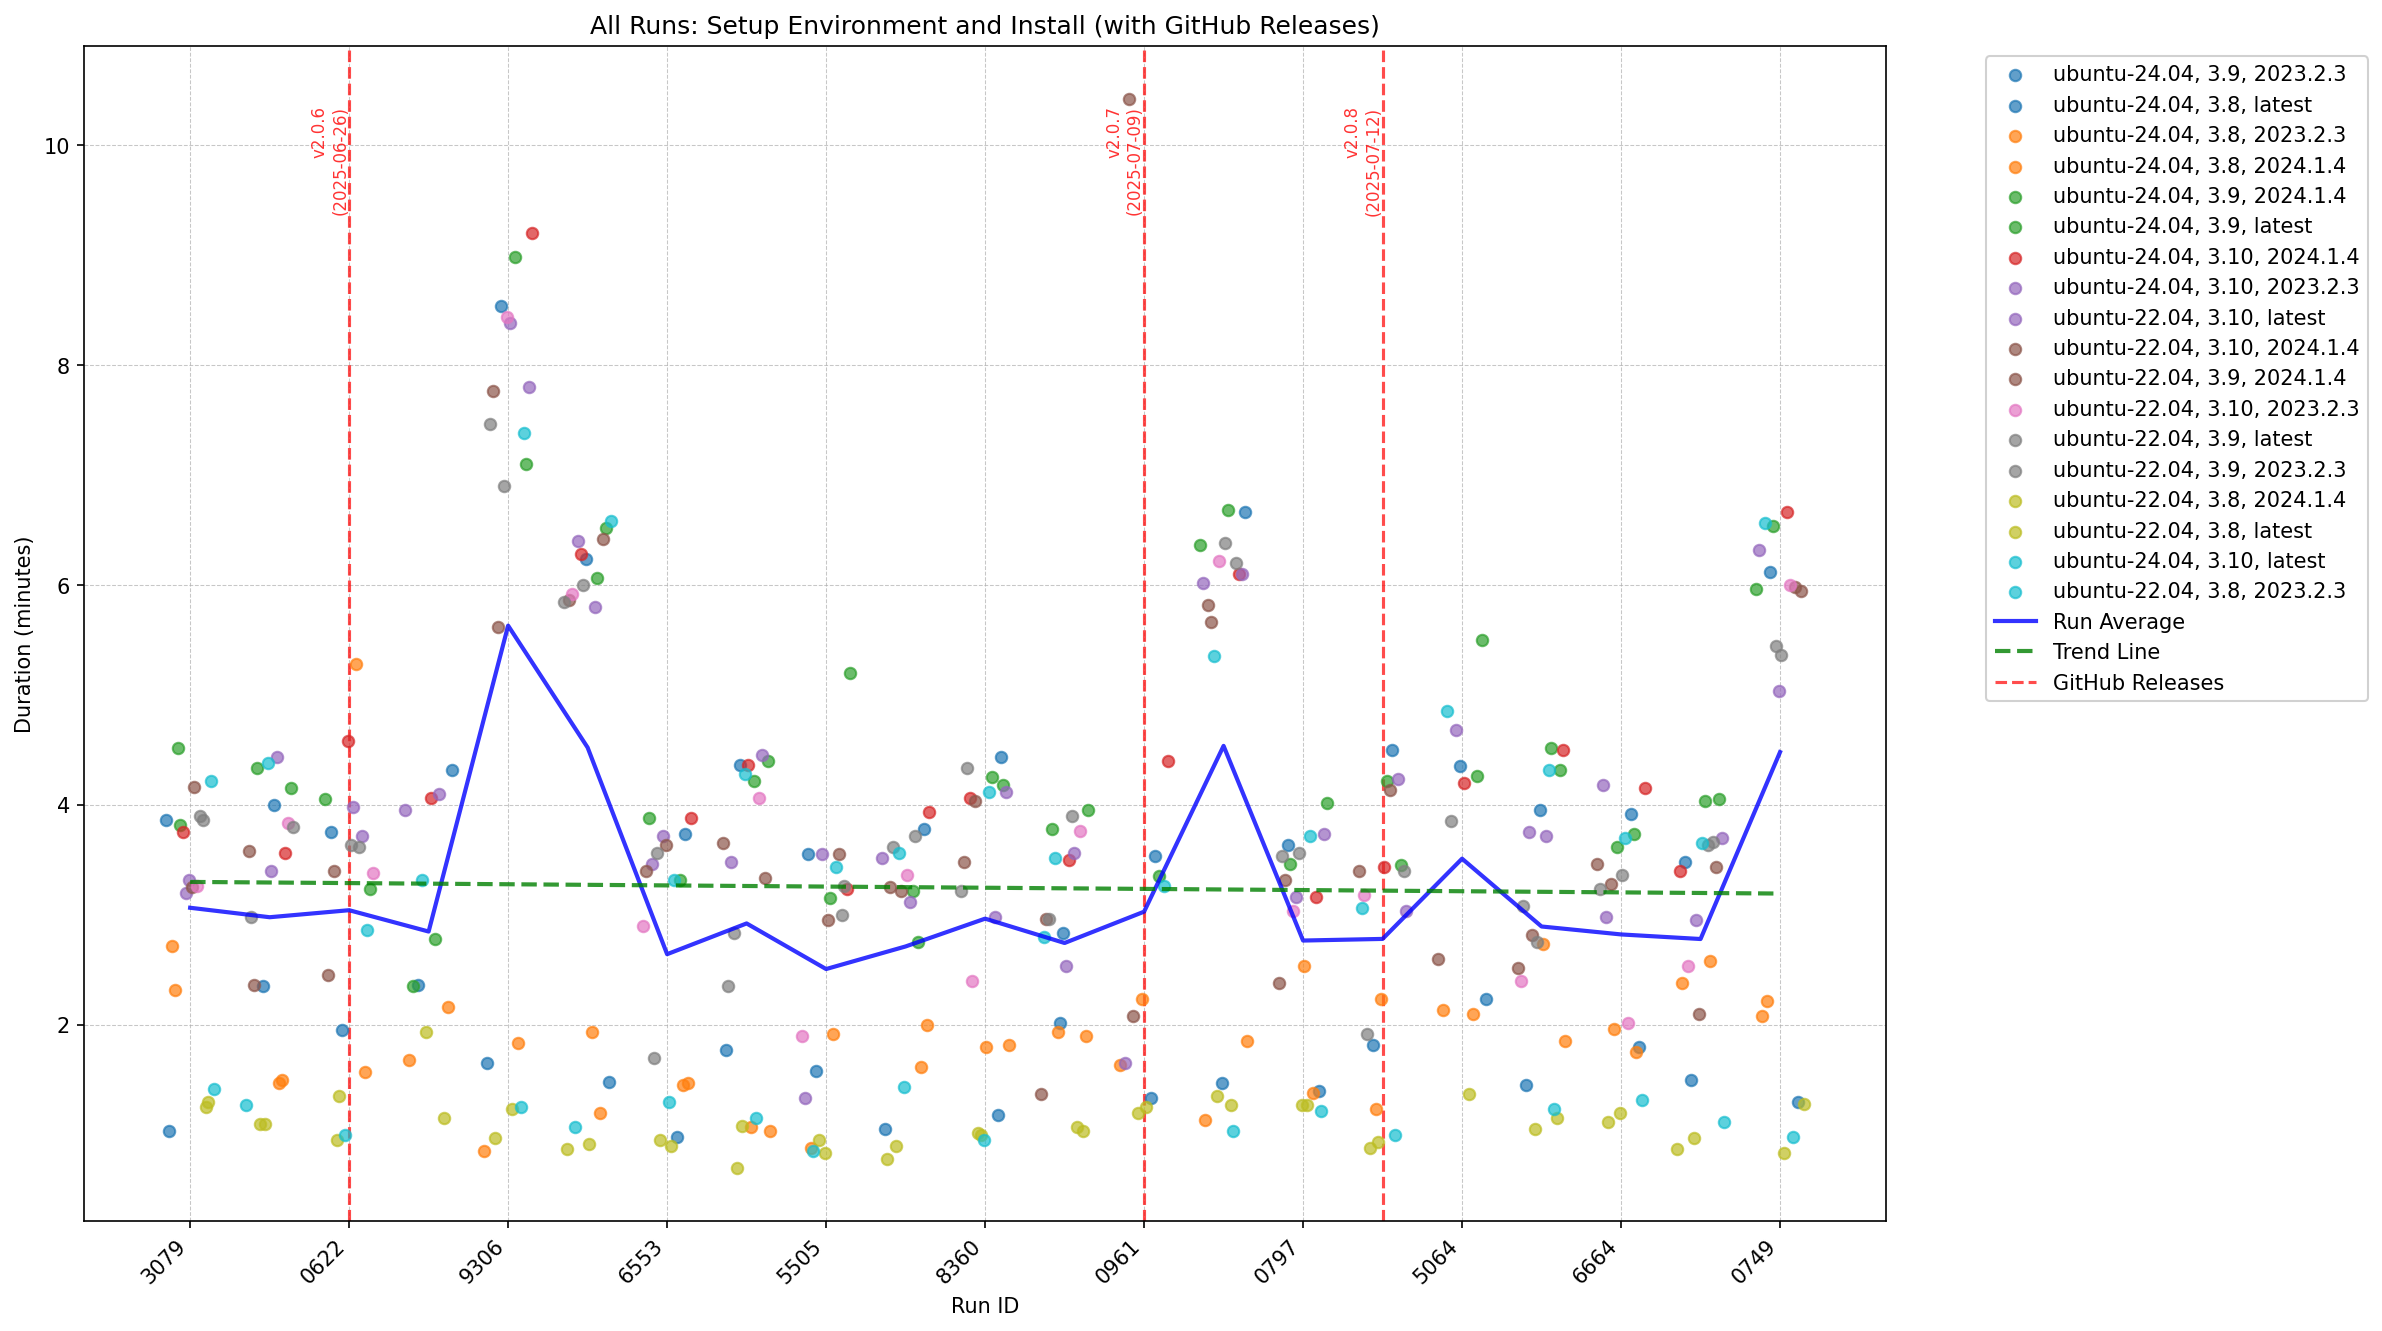 All Runs: Setup Environment and Install (with GitHub Releases)
Duration (minutes)
10
8
6
4
2
v2.0.6
(2025-06-26)
v2.0.7
(2025-07-09)
v2.0.8
(2025-07-12)
3079
0622
9306
6553
5505
8360
0961
0797
5064
6664
0749
Run ID
ubuntu-24.04, 3.9, 2023.2.3
ubuntu-24.04, 3.8, latest
ubuntu-24.04, 3.8, 2023.2.3
ubuntu-24.04, 3.8, 2024.1.4
ubuntu-24.04, 3.9, 2024.1.4
ubuntu-24.04, 3.9, latest
ubuntu-24.04, 3.10, 2024.1.4
ubuntu-24.04, 3.10, 2023.2.3
ubuntu-22.04, 3.10, latest
ubuntu-22.04, 3.10, 2024.1.4
ubuntu-22.04, 3.9, 2024.1.4
ubuntu-22.04, 3.10, 2023.2.3
ubuntu-22.04, 3.9, latest
ubuntu-22.04, 3.9, 2023.2.3
ubuntu-22.04, 3.8, 2024.1.4
ubuntu-22.04, 3.8, latest
ubuntu-24.04, 3.10, latest
ubuntu-22.04, 3.8, 2023.2.3
Run Average
Trend Line
GitHub Releases